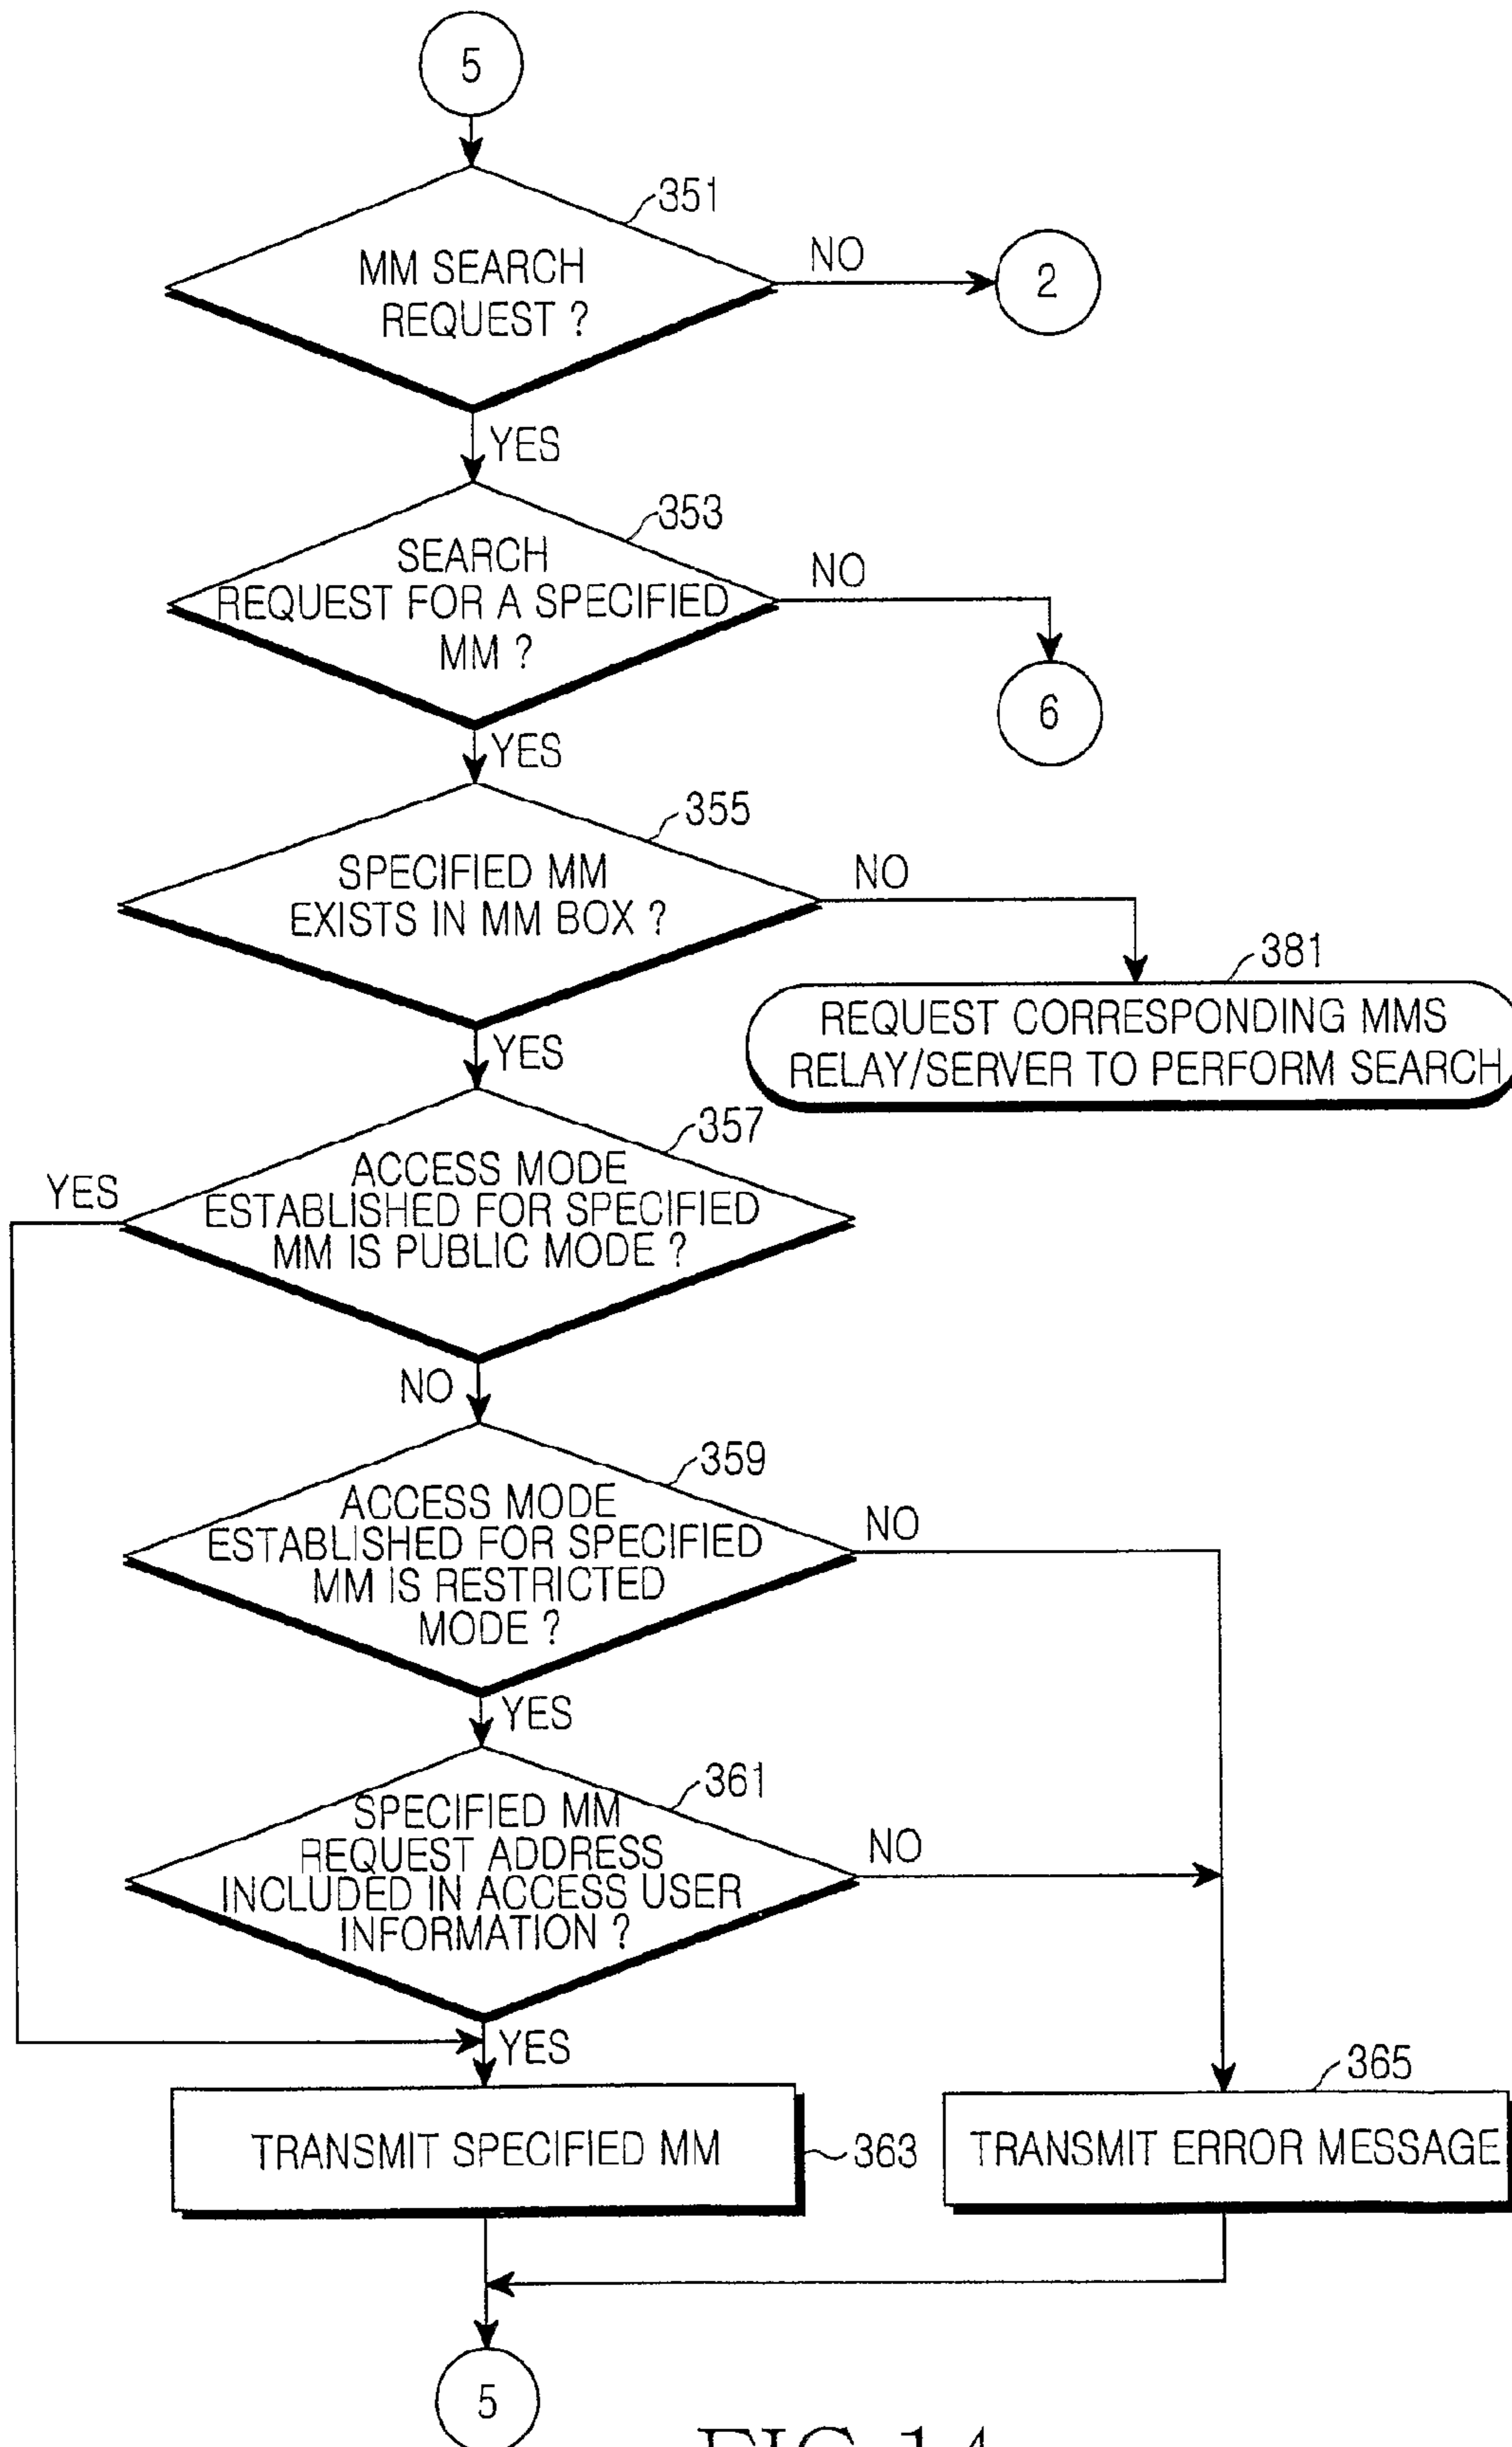 5
351
MM SEARCH
REQUEST ?
NO
2
YES
353
SEARCH
REQUEST FOR A SPECIFIED
MM ?
NO
6
YES
355
SPECIFIED MM
EXISTS IN MM BOX ?
NO
381
REQUEST CORRESPONDING MMS
RELAY/SERVER TO PERFORM SEARCH
YES
357
YES
ACCESS MODE
ESTABLISHED FOR SPECIFIED
MM IS PUBLIC MODE ?
NO
359
ACCESS MODE
ESTABLISHED FOR SPECIFIED
MM IS RESTRICTED
MODE ?
NO
YES
361
SPECIFIED MM
REQUEST ADDRESS
INCLUDED IN ACCESS USER
INFORMATION ?
NO
YES
365
TRANSMIT SPECIFIED MM
363
TRANSMIT ERROR MESSAGE
5
FIG.14